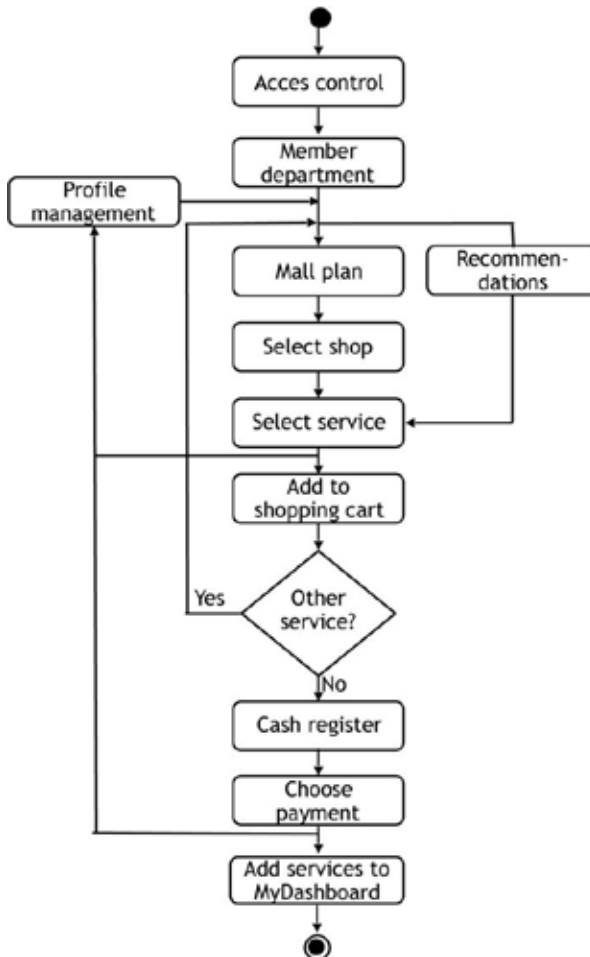 Acces control
Member
department
Profile
management
Mall plan
Recommen-
dations
Select shop
Select service
Add to
shopping cart
Yes
Other
service?
No
Cash register
Choose
payment
Add services to
MyDashboard